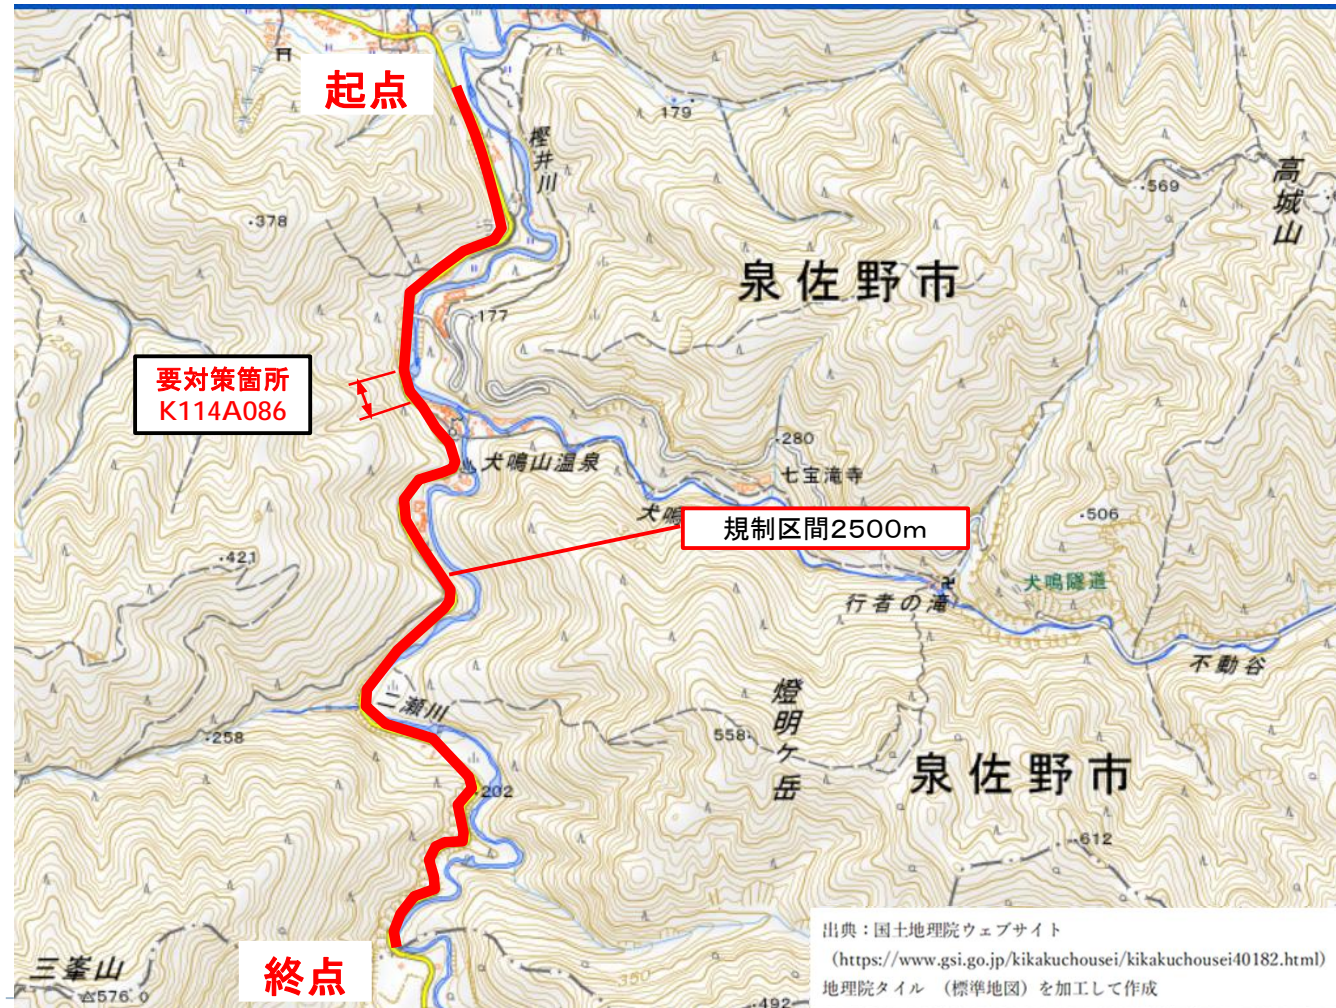 起点
179
樫井川
高城山
569
378
泉佐野市
177
要対策箇所
K114A086
280
犬鳴山温泉
七宝滝寺
犬鳴
規制区間2500m
506
421
犬鳴隧道
行者の滝
不動谷
燈明ヶ岳
二瀬川
258
558
泉佐野市
202
612
出典：国土地理院ウェブサイト
（https://www.gsi.go.jp/kikakuchousei/kikakuchousei40182.html）
地理院タイル （標準地図）を加工して作成
三峯山
576.0
終点
350
492